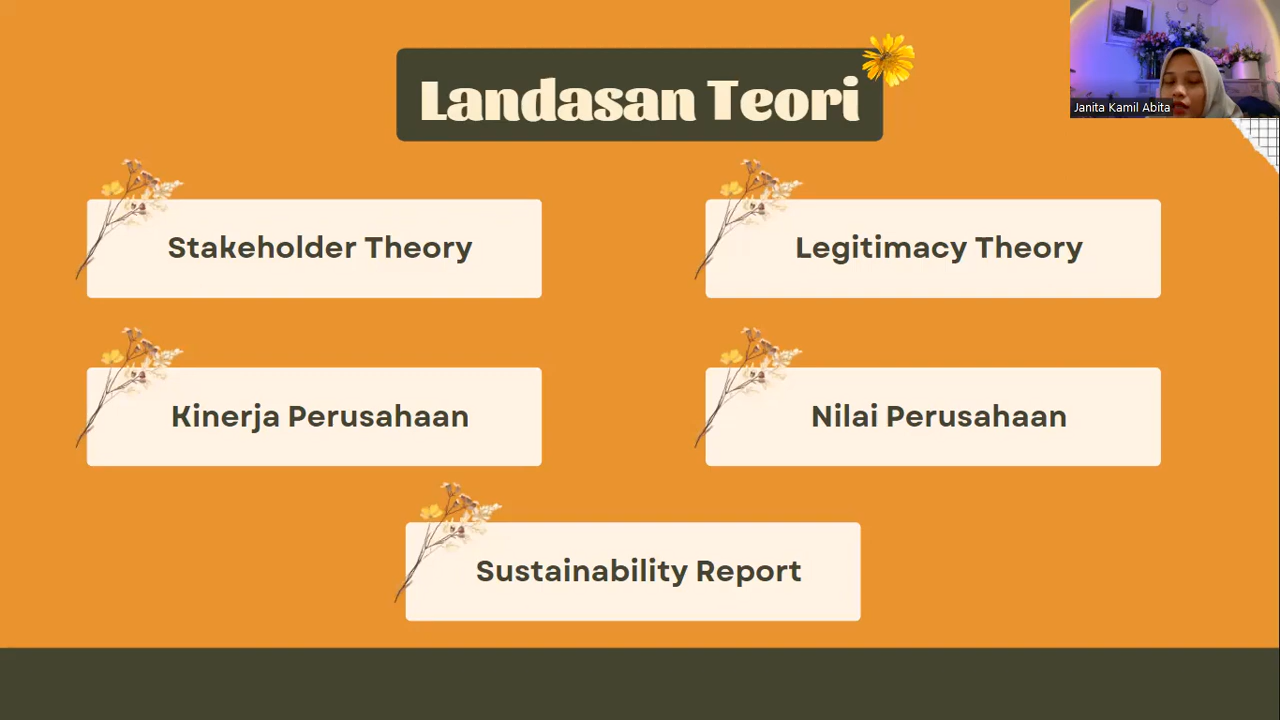 Landasan Teori
Janita Kamil Abita
Stakeholder Theory
Legitimacy Theory
Kinerja Perusahaan
Nilai Perusahaan
Sustainability Report